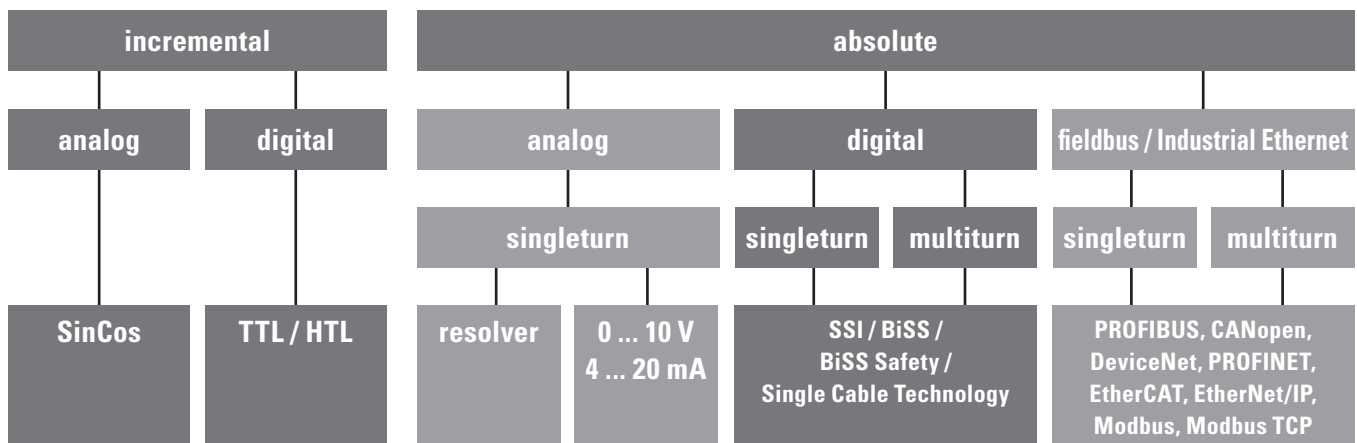 incremental
absolute
analog
digital
analog
digital
fieldbus / Industrial Ethernet
singleturn
singleturn
multiturn
singleturn
multiturn
SinCos
TTL / HTL
resolver
0 ... 10 V
4 ... 20 mA
SSI / BiSS /
BiSS Safety /
Single Cable Technology
PROFIBUS, CANopen,
DeviceNet, PROFINET,
EtherCAT, EtherNet/IP,
Modbus, Modbus TCP